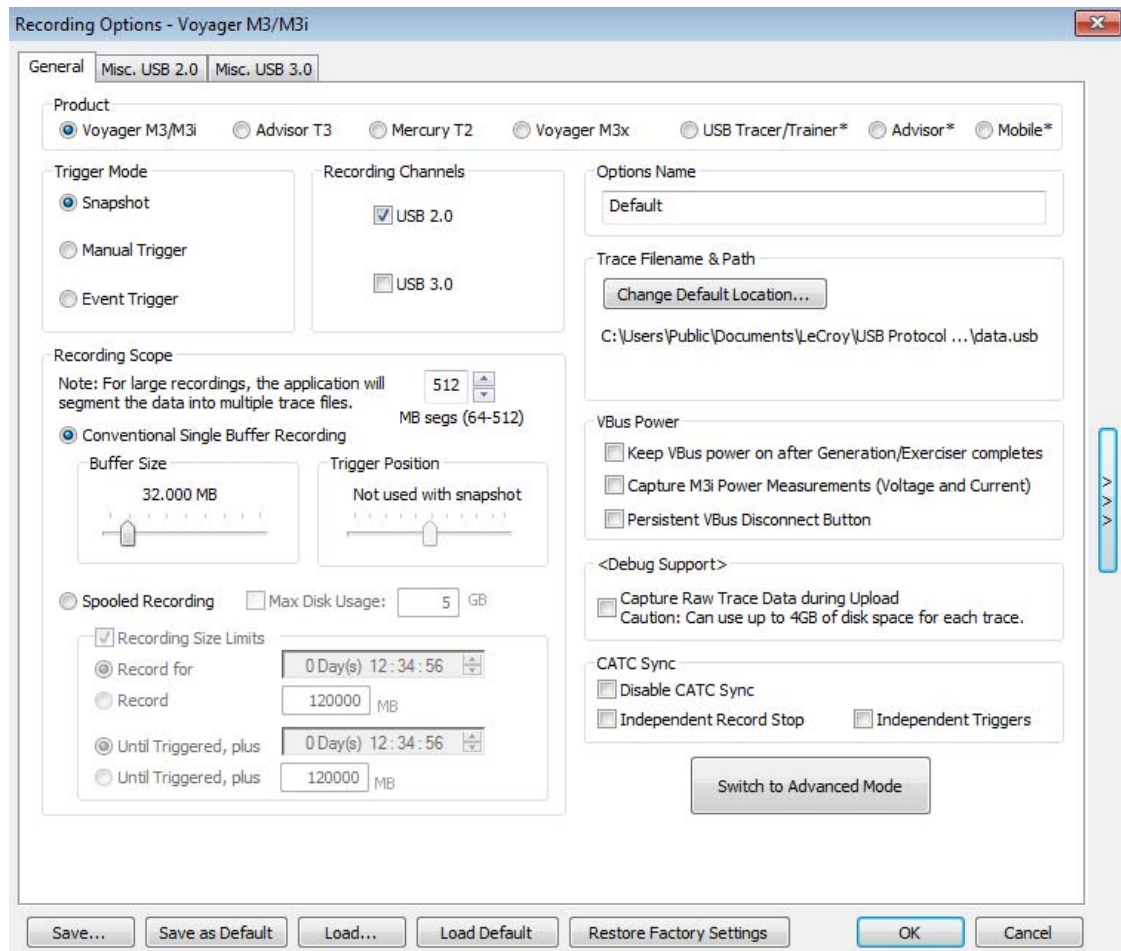 Recording Options - Voyager M3/M3i
General
Misc. USB 2.0
Misc. USB 3.0
Product
Voyager M3/M3i
Advisor T3
Mercury T2
Voyager M3x
USB Tracer/Trainer*
Advisor*
Mobile*
Trigger Mode
Snapshot
Manual Trigger
Event Trigger
Recording Channels
USB 2.0
USB 3.0
Options Name
Default
Trace Filename & Path
Change Default Location...
C:\Users\Public\Documents\LeCroy\USB Protocol ...\data.usb
Recording Scope
Note: For large recordings, the application will
segment the data into multiple trace files.
512
MB segs (64-512)
Conventional Single Buffer Recording
Buffer Size
32.000 MB
Trigger Position
Not used with snapshot
Spooled Recording
Max Disk Usage:
5 GB
Recording Size Limits
Record for
0 Day(s) 12:34:56
Record
120000 MB
Until Triggered, plus
0 Day(s) 12:34:56
Until Triggered, plus
120000 MB
VBus Power
Keep VBus power on after Generation/Exerciser completes
Capture M3i Power Measurements (Voltage and Current)
Persistent VBus Disconnect Button
<Debug Support>
Capture Raw Trace Data during Upload
Caution: Can use up to 4GB of disk space for each trace.
CATC Sync
Disable CATC Sync
Independent Record Stop
Independent Triggers
Switch to Advanced Mode
>
>
>
Save...
Save as Default
Load...
Load Default
Restore Factory Settings
OK
Cancel